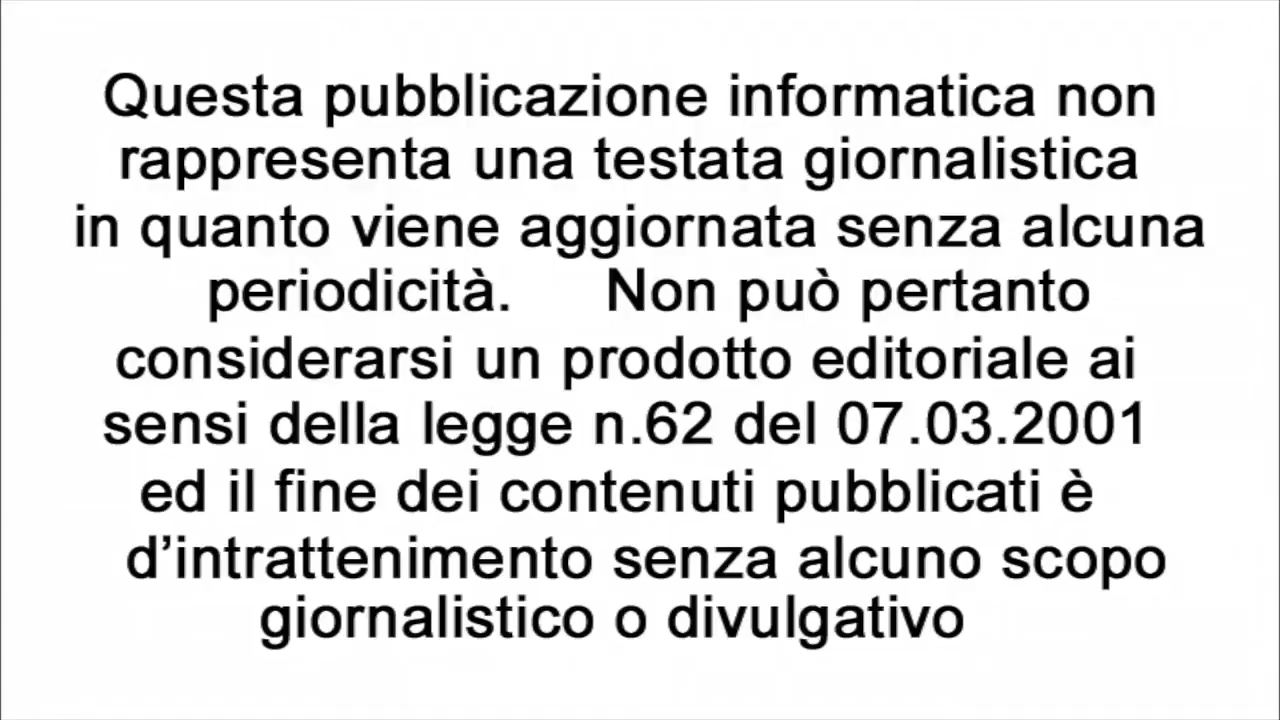 Questa pubblicazione informatica non
rappresenta una testata giornalistica
in quanto viene aggiornata senza alcuna
periodicità. Non può pertanto
considerarsi un prodotto editoriale ai
sensi della legge n.62 del 07.03.2001
ed il fine dei contenuti pubblicati è
d’intrattenimento senza alcuno scopo
giornalistico o divulgativo